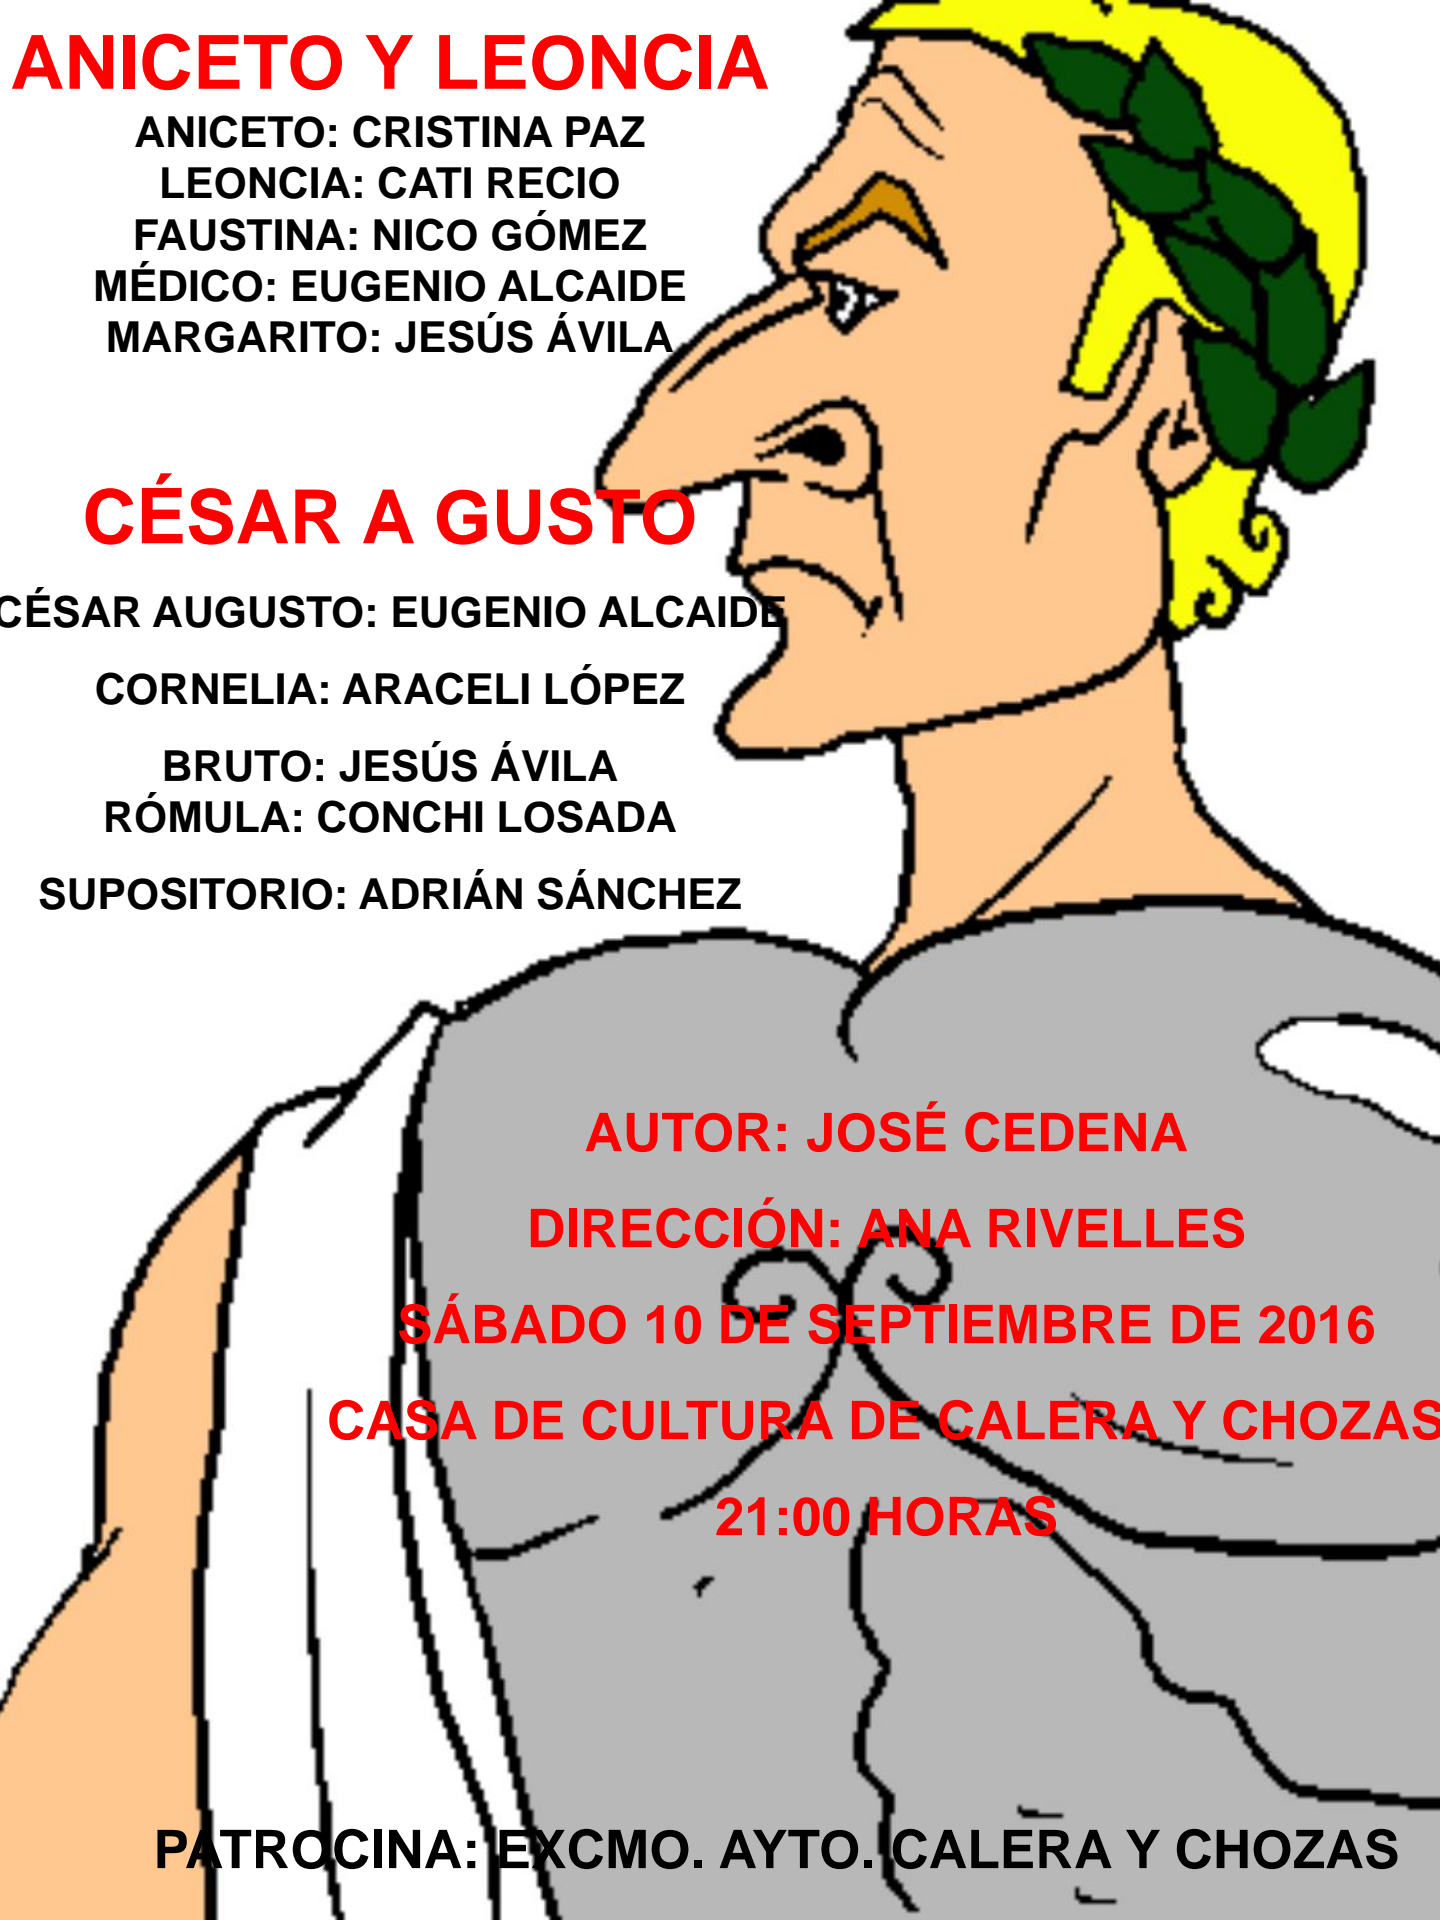 ANICETO Y LEONCIA
ANICETO: CRISTINA PAZ
LEONCIA: CATI RECIO
FAUSTINA: NICO GÓMEZ
MÉDICO: EUGENIO ALCAIDE
MARGARITO: JESÚS ÁVILA
CÉSAR A GUSTO
CÉSAR AUGUSTO: EUGENIO ALCAIDE
CORNELIA: ARACELI LÓPEZ
BRUTO: JESÚS ÁVILA
RÓMULA: CONCHI LOSADA
SUPOSITORIO: ADRIÁN SÁNCHEZ
AUTOR: JOSÉ CEDENA
DIRECCIÓN: ANA RIVELLES
SÁBADO 10 DE SEPTIEMBRE DE 2016
CASA DE CULTURA DE CALERA Y CHOZAS
21:00 HORAS
PATROCINA: EXCMO. AYTO. CALERA Y CHOZAS